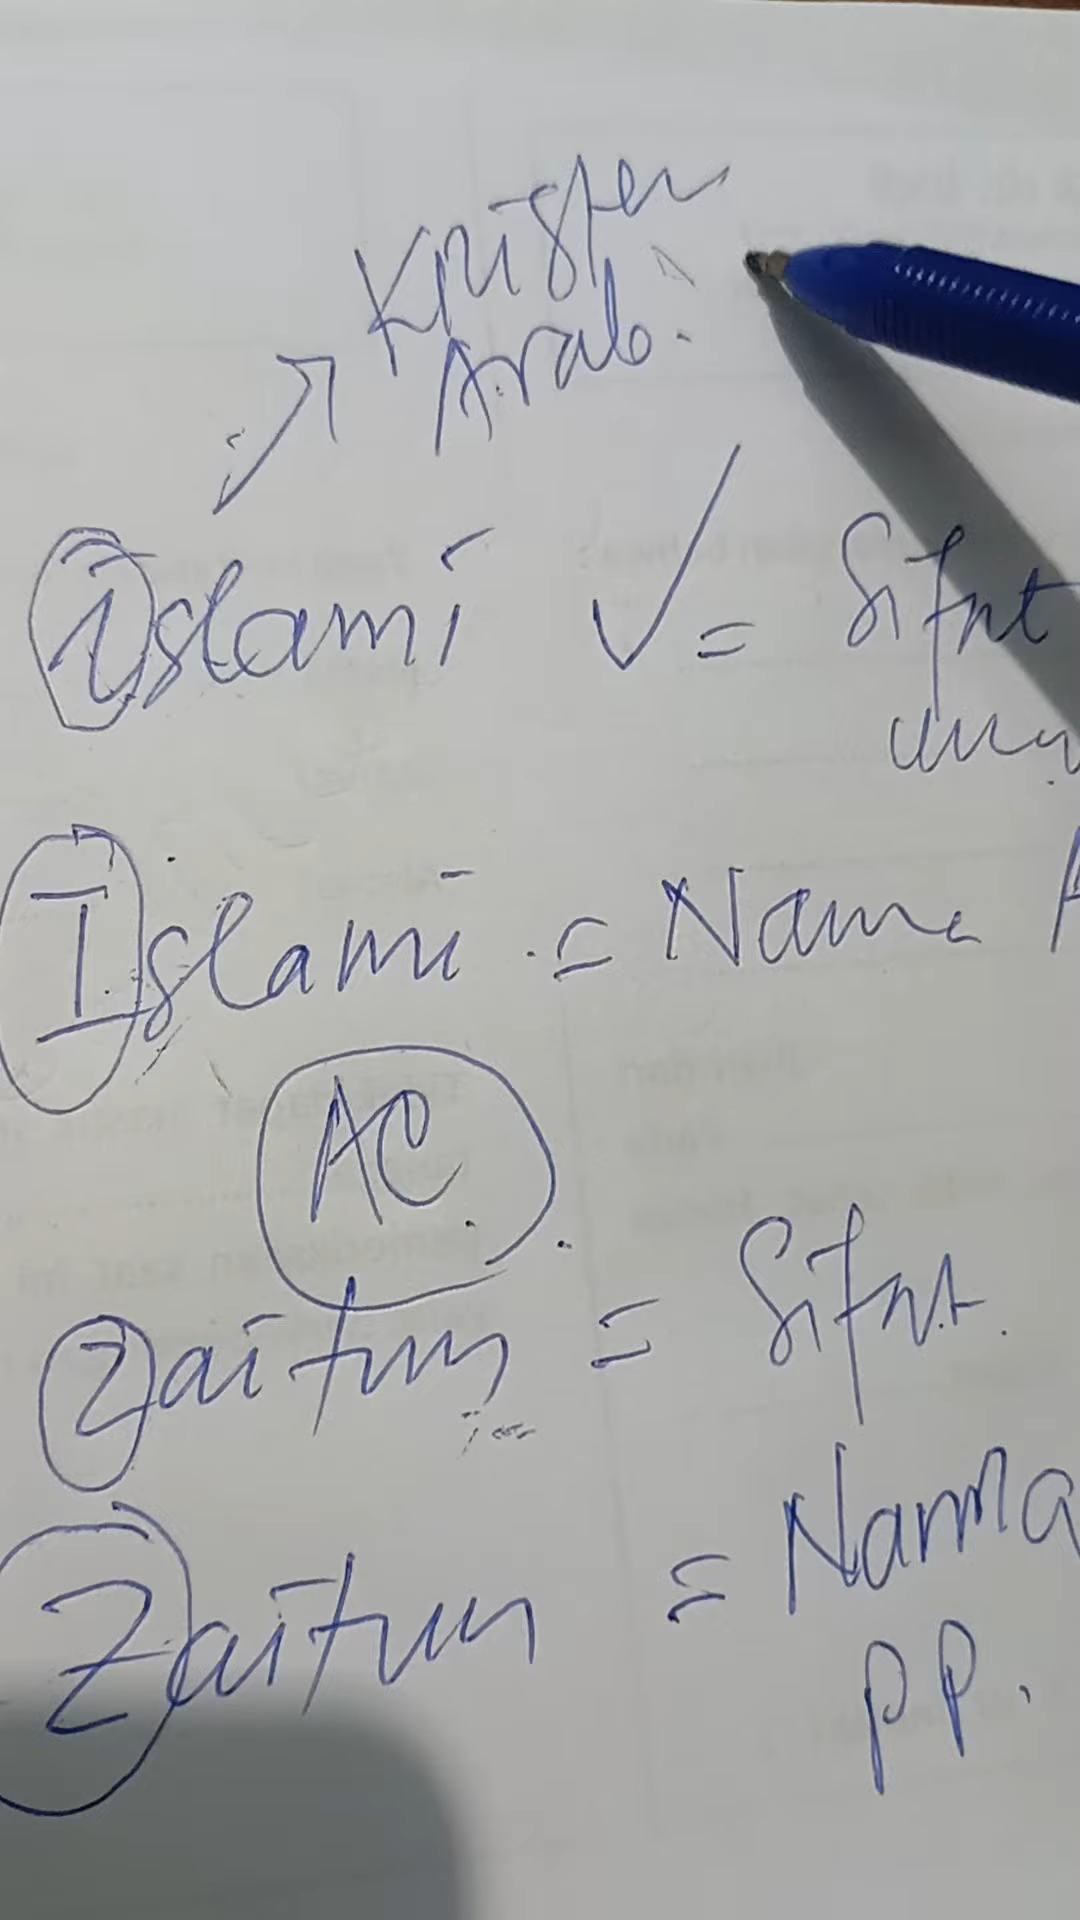 Kristen
Arab.
islami ✓ = Sifat
Islami = Nama A
AC
zaitun = Sifat.
Zaitun = Nama
PP.